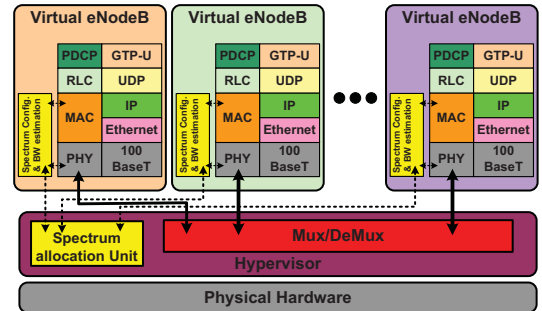 Virtual eNodeB
PDCP GTP-U
RLC UDP
MAC IP
Ethernet
PHY 100 BaseT
Spectrum Config. & BW estimation
Virtual eNodeB
PDCP GTP-U
RLC UDP
MAC IP
Ethernet
PHY 100 BaseT
Spectrum Config. & BW estimation
Virtual eNodeB
PDCP GTP-U
RLC UDP
MAC IP
Ethernet
PHY 100 BaseT
Spectrum Config. & BW estimation
Spectrum
allocation Unit
Mux/DeMux
Hypervisor
Physical Hardware